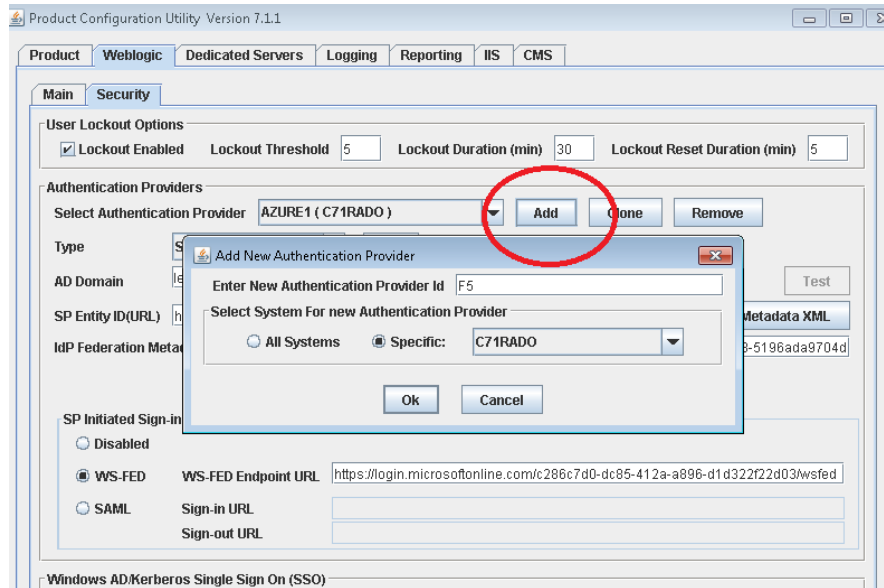 Product Configuration Utility Version 7.1.1
Product Weblogic Dedicated Servers Logging Reporting IIS CMS
Main Security
User Lockout Options
Lockout Enabled Lockout Threshold 5 Lockout Duration (min) 30 Lockout Reset Duration (min) 5
Authentication Providers
Select Authentication Provider AZURE1 ( C71RADO ) Add Clone Remove
Type
Add New Authentication Provider
AD Domain Test
Enter New Authentication Provider Id F5
Select System For new Authentication Provider
SP Entity ID(URL) Metadata XML
All Systems Specific: C71RADO
IdP Federation 5196ada9704d
Ok Cancel
SP Initiated Sign-in
Disabled
WS-FED WS-FED Endpoint URL https://login.microsoftonline.com/c286c7d0-dc85-412a-a896-d1d322f22d03/wsfed
SAML Sign-in URL
Sign-out URL
Windows AD/Kerberos Single Sign On (SSO)